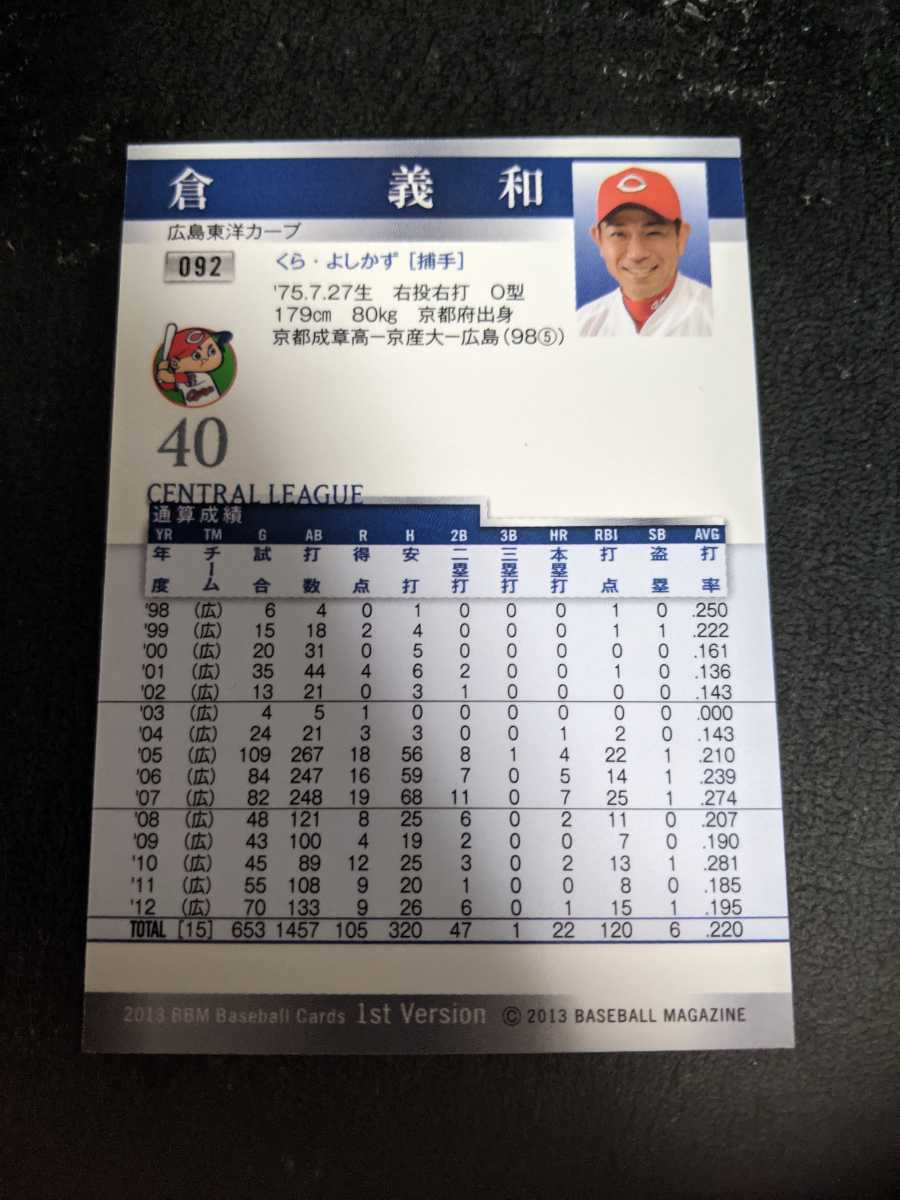 倉 義 和
広島東洋カープ
092
くら・よしかず [捕手]
'75.7.27生 右投右打 O型
179cm 80kg 京都府出身
京都成章高ー京産大ー広島(98⑤)
40
CENTRAL LEAGUE
通算成績
YR TM G AB R H 2B 3B HR RBI SB AVG
年度 チーム 試合 打数 得点 安打 二塁打 三塁打 本塁打 打点 盗塁 打率
'98 (広) 6 4 0 1 0 0 0 1 0 .250
'99 (広) 15 18 2 4 0 0 0 1 1 .222
'00 (広) 20 31 0 5 0 0 0 0 0 .161
'01 (広) 35 44 4 6 2 0 0 1 0 .136
'02 (広) 13 21 0 3 1 0 0 0 0 .143
'03 (広) 4 5 1 0 0 0 0 0 0 .000
'04 (広) 24 21 3 3 0 0 1 2 0 .143
'05 (広) 109 267 18 56 8 1 4 22 1 .210
'06 (広) 84 247 16 59 7 0 5 14 1 .239
'07 (広) 82 248 19 68 11 0 7 25 1 .274
'08 (広) 48 121 8 25 6 0 2 11 0 .207
'09 (広) 43 100 4 19 2 0 0 7 0 .190
'10 (広) 45 89 12 25 3 0 2 13 1 .281
'11 (広) 55 108 9 20 1 0 0 8 0 .185
'12 (広) 70 133 9 26 6 0 1 15 1 .195
TOTAL [15] 653 1457 105 320 47 1 22 120 6 .220
2013 BBM Baseball Cards 1st Version © 2013 BASEBALL MAGAZINE